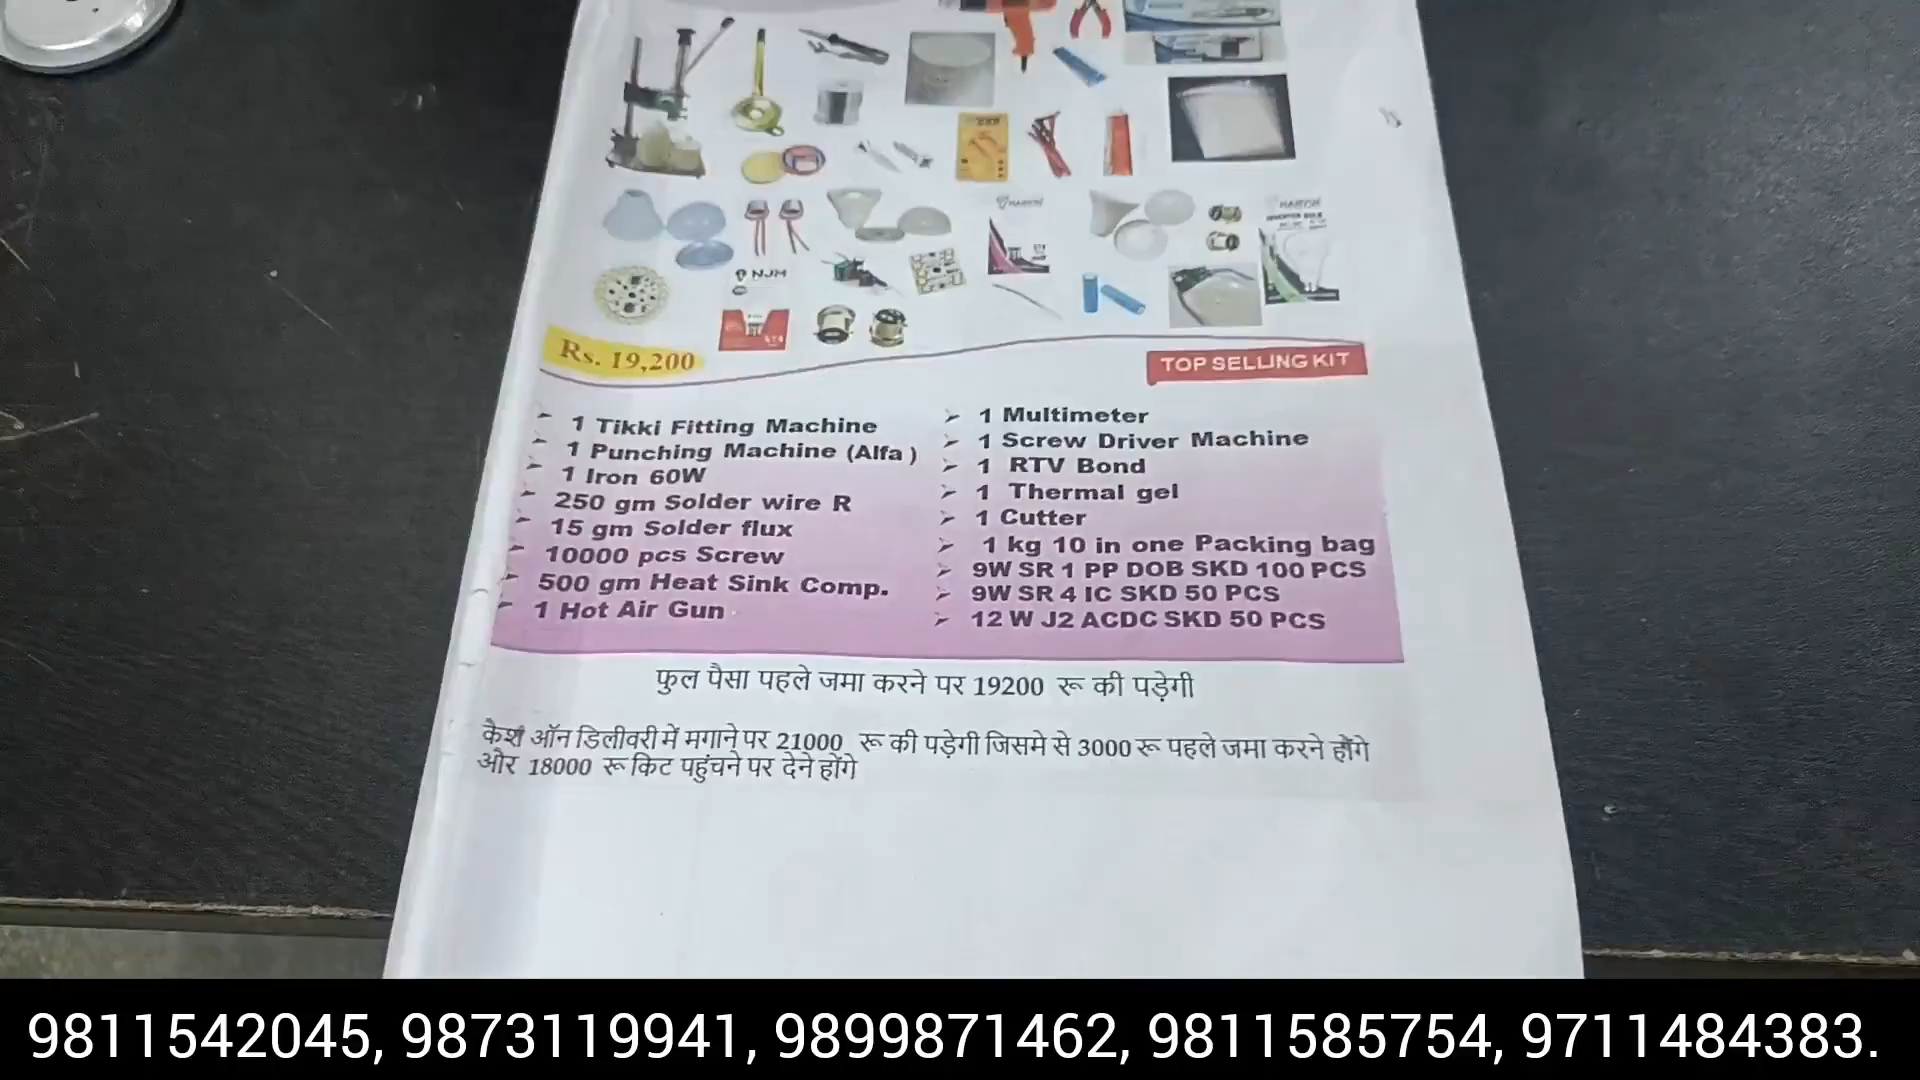 NJM
Rs. 19,200
TOP SELLING KIT
➢ 1 Tikki Fitting Machine
➢ 1 Punching Machine (Alfa)
➢ 1 Iron 60W
➢ 250 gm Solder wire R
➢ 15 gm Solder flux
➢ 10000 pcs Screw
➢ 500 gm Heat Sink Comp.
➢ 1 Hot Air Gun
➢ 1 Multimeter
➢ 1 Screw Driver Machine
➢ 1 RTV Bond
➢ 1 Thermal gel
➢ 1 Cutter
➢ 1 kg 10 in one Packing bag
➢ 9W SR 1 PP DOB SKD 100 PCS
➢ 9W SR 4 IC SKD 50 PCS
➢ 12 W J2 ACDC SKD 50 PCS
फुल पैसा पहले जमा करने पर 19200 रू की पड़ेगी
कैश ऑन डिलीवरी में मगाने पर 21000 रू की पड़ेगी जिसमे से 3000 रू पहले जमा करने होंगे
और 18000 रू किट पहुंचने पर देने होंगे
9811542045, 9873119941, 9899871462, 9811585754, 9711484383.